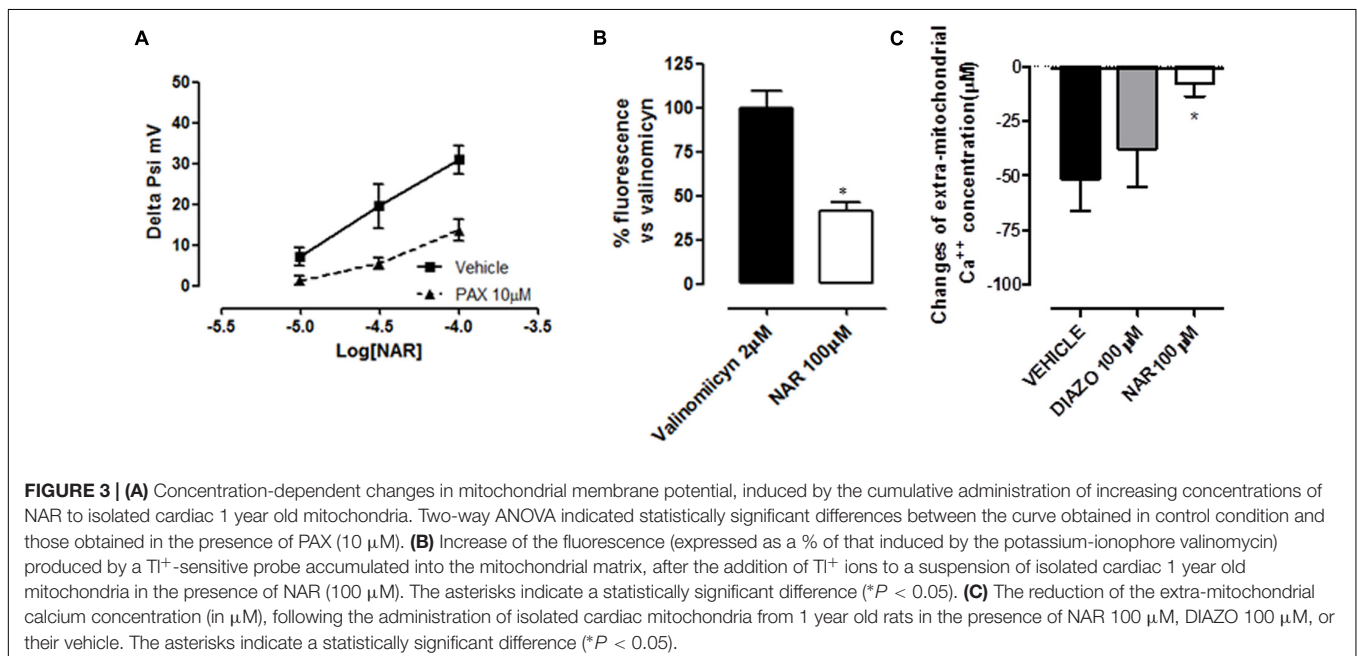 A
B
C
50
40
30
20
10
0
Delta Psi mV
-5.5
-5.0
-4.5
-4.0
-3.5
Log[NAR]
Vehicle
PAX 10μM
125
100
75
50
25
0
% fluorescence
vs valinomicyn
*
Valinomiicyn 2μM
NAR 100μM
0
-25
-50
-75
-100
Changes of extra-mitochondrial
Ca++ concentration(μM)
*
VEHICLE
DIAZO 100 μM
NAR100 μM
FIGURE 3 | (A) Concentration-dependent changes in mitochondrial membrane potential, induced by the cumulative administration of increasing concentrations of
NAR to isolated cardiac 1 year old mitochondria. Two-way ANOVA indicated statistically significant differences between the curve obtained in control condition and
those obtained in the presence of PAX (10 μM). (B) Increase of the fluorescence (expressed as a % of that induced by the potassium-ionophore valinomycin)
produced by a Tl+-sensitive probe accumulated into the mitochondrial matrix, after the addition of Tl+ ions to a suspension of isolated cardiac 1 year old
mitochondria in the presence of NAR (100 μM). The asterisks indicate a statistically significant difference (*P < 0.05). (C) The reduction of the extra-mitochondrial
calcium concentration (in μM), following the administration of isolated cardiac mitochondria from 1 year old rats in the presence of NAR 100 μM, DIAZO 100 μM, or
their vehicle. The asterisks indicate a statistically significant difference (*P < 0.05).